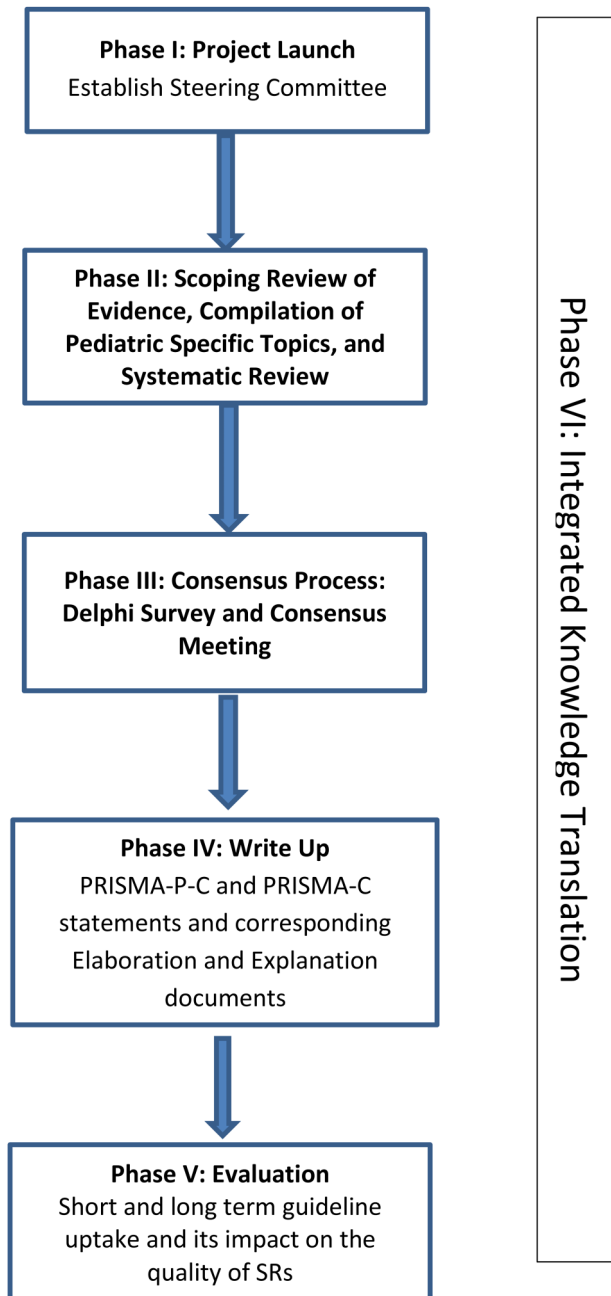 Phase I: Project Launch
Establish Steering Committee
Phase II: Scoping Review of
Evidence, Compilation of
Pediatric Specific Topics, and
Systematic Review
Phase III: Consensus Process:
Delphi Survey and Consensus
Meeting
Phase IV: Write Up
PRISMA-P-C and PRISMA-C
statements and corresponding
Elaboration and Explanation
documents
Phase V: Evaluation
Short and long term guideline
uptake and its impact on the
quality of SRs
Phase VI: Integrated Knowledge Translation